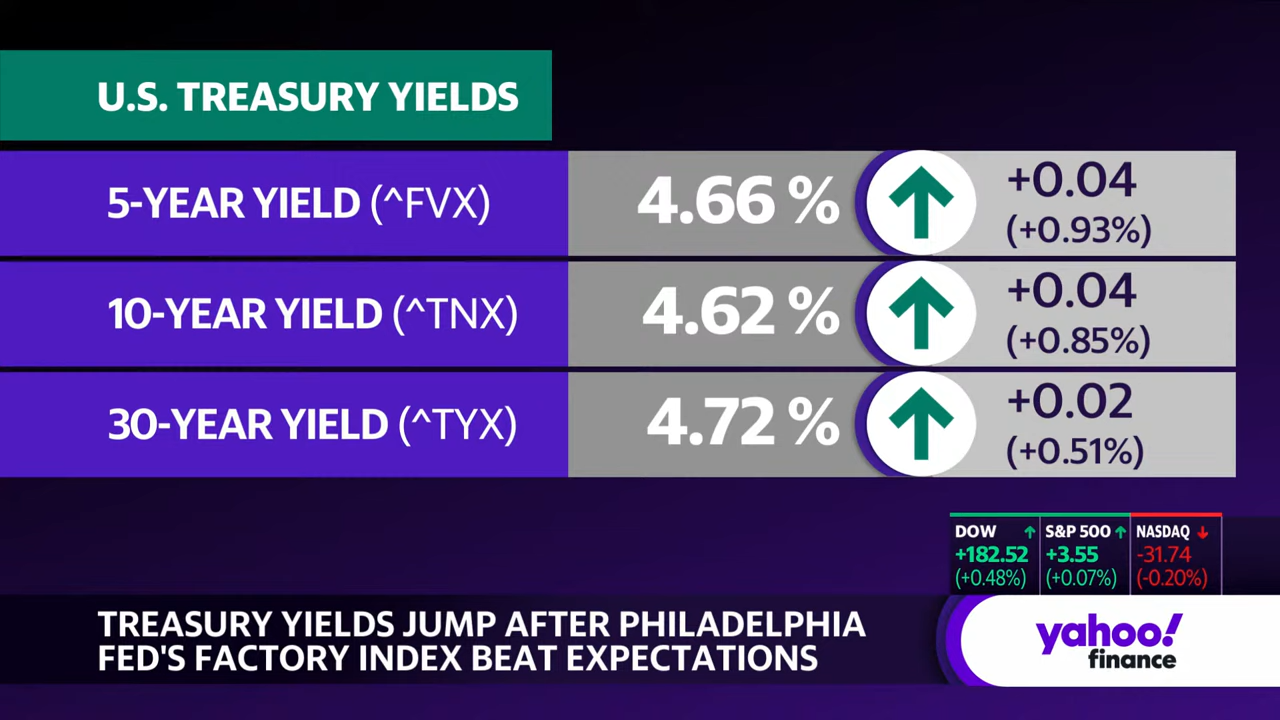 U.S. TREASURY YIELDS
5-YEAR YIELD (^FVX) 4.66 % +0.04
(+0.93%)
10-YEAR YIELD (^TNX) 4.62 % +0.04
(+0.85%)
30-YEAR YIELD (^TYX) 4.72 % +0.02
(+0.51%)
DOW S&P 500 NASDAQ
+182.52 +3.55 -31.74
(+0.48%) (+0.07%) (-0.20%)
TREASURY YIELDS JUMP AFTER PHILADELPHIA
FED'S FACTORY INDEX BEAT EXPECTATIONS
yahoo!
finance